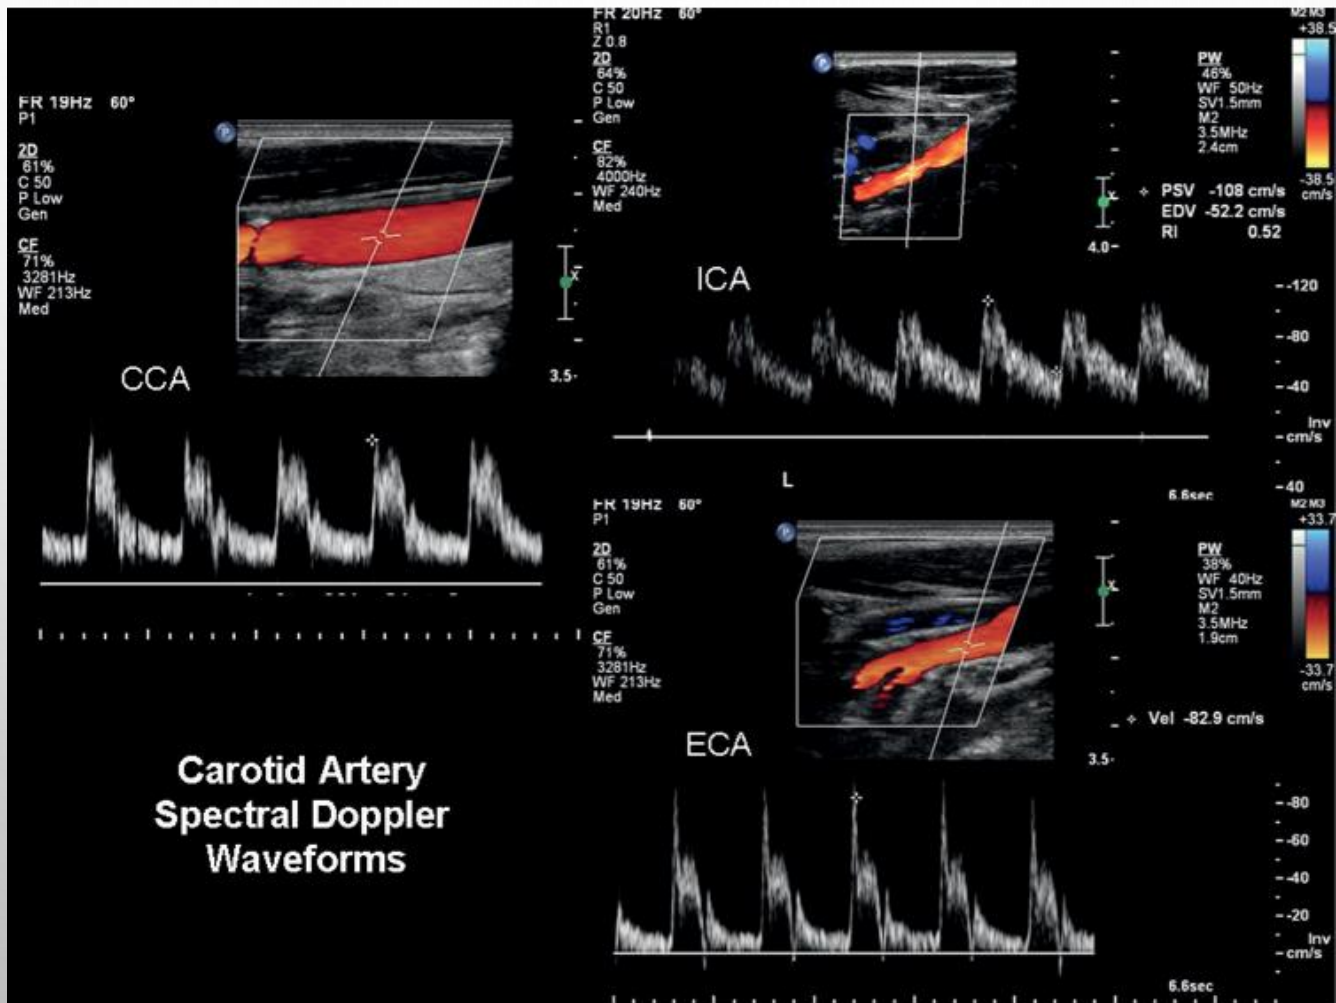 FR 19Hz 60°
P1
2D
61%
C 50
P Low
Gen
CF
71%
3281Hz
WF 213Hz
Med
P
3.5
CCA
Carotid Artery
Spectral Doppler
Waveforms
FR 20Hz 60°
R1
Z 0.8
2D
64%
C 50
P Low
Gen
CF
82%
4000Hz
WF 240Hz
Med
P
x
4.0
PW
46%
WF 50Hz
SV1.5mm
M2
3.5MHz
2.4cm
M2 M3
+38.5
-38.5
cm/s
PSV -108 cm/s
EDV -52.2 cm/s
RI 0.52
ICA
-120
-80
-40
Inv
cm/s
40
6.6sec
L
FR 19Hz 60°
P1
2D
61%
C 50
P Low
Gen
CF
71%
3281Hz
WF 213Hz
Med
P
x
3.5
PW
38%
WF 40Hz
SV1.5mm
M2
3.5MHz
1.9cm
M2 M3
+33.7
-33.7
cm/s
Vel -82.9 cm/s
ECA
-80
-60
-40
-20
Inv
cm/s
6.6sec